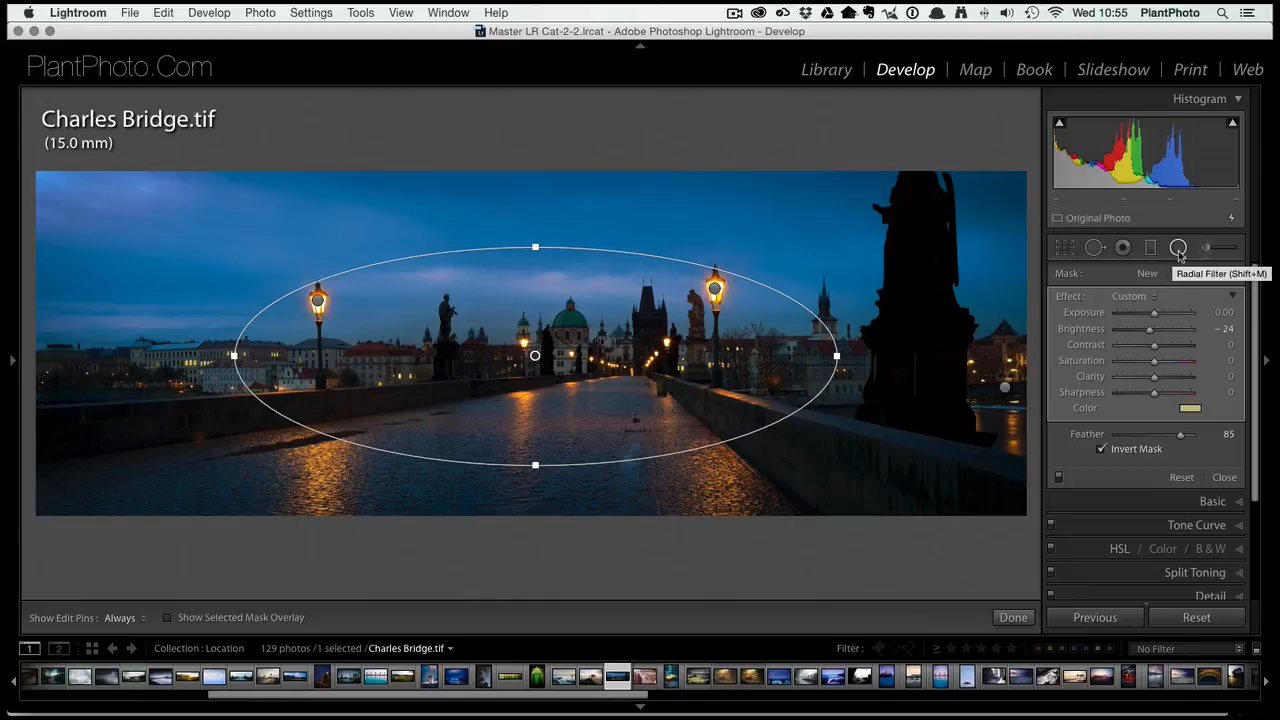 Lightroom File Edit Develop Photo Settings Tools View Window Help Wed 10:55 PlantPhoto
Master LR Cat-2-2.lrcat - Adobe Photoshop Lightroom - Develop
PlantPhoto.Com Library Develop Map Book Slideshow Print Web
Histogram
Charles Bridge.tif
(15.0 mm)
Original Photo
Mask : New
Radial Filter (Shift+M)
Effect : Custom
Exposure 0.00
Brightness – 24
Contrast 0
Saturation 0
Clarity 0
Sharpness 0
Color
Feather 85
Invert Mask
Reset Close
Basic
Tone Curve
HSL / Color / B & W
Split Toning
Detail
Show Edit Pins : Always Show Selected Mask Overlay Done Previous Reset
1 2 Collection : Location 129 photos /1 selected /Charles Bridge.tif Filter : No Filter